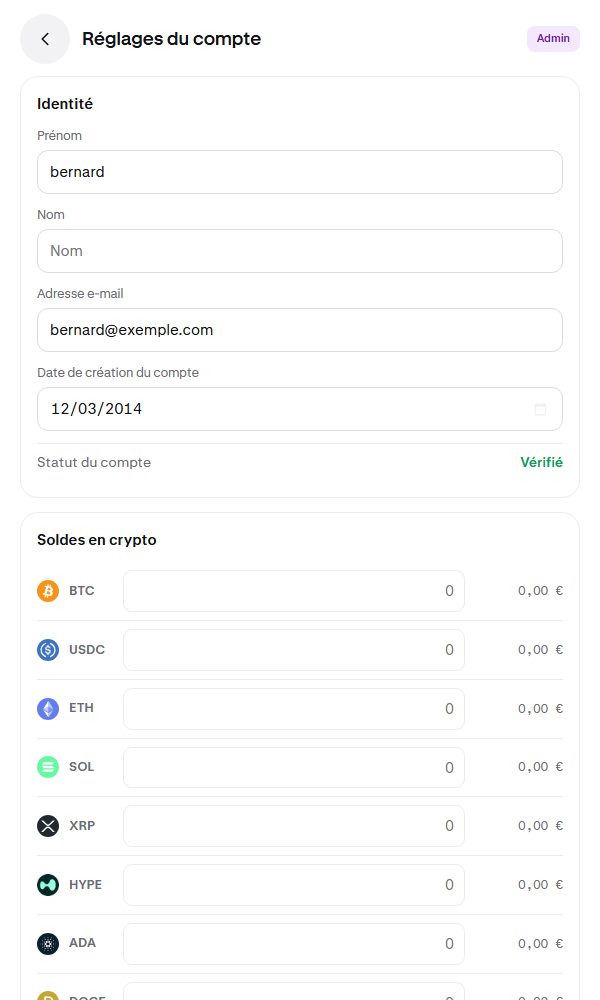 Réglages du compte
Admin
Identité
Prénom
bernard
Nom
Nom
Adresse e-mail
bernard@exemple.com
Date de création du compte
12/03/2014
Statut du compte
Vérifié
Soldes en crypto
BTC 0 0,00 €
USDC 0 0,00 €
ETH 0 0,00 €
SOL 0 0,00 €
XRP 0 0,00 €
HYPE 0 0,00 €
ADA 0 0,00 €